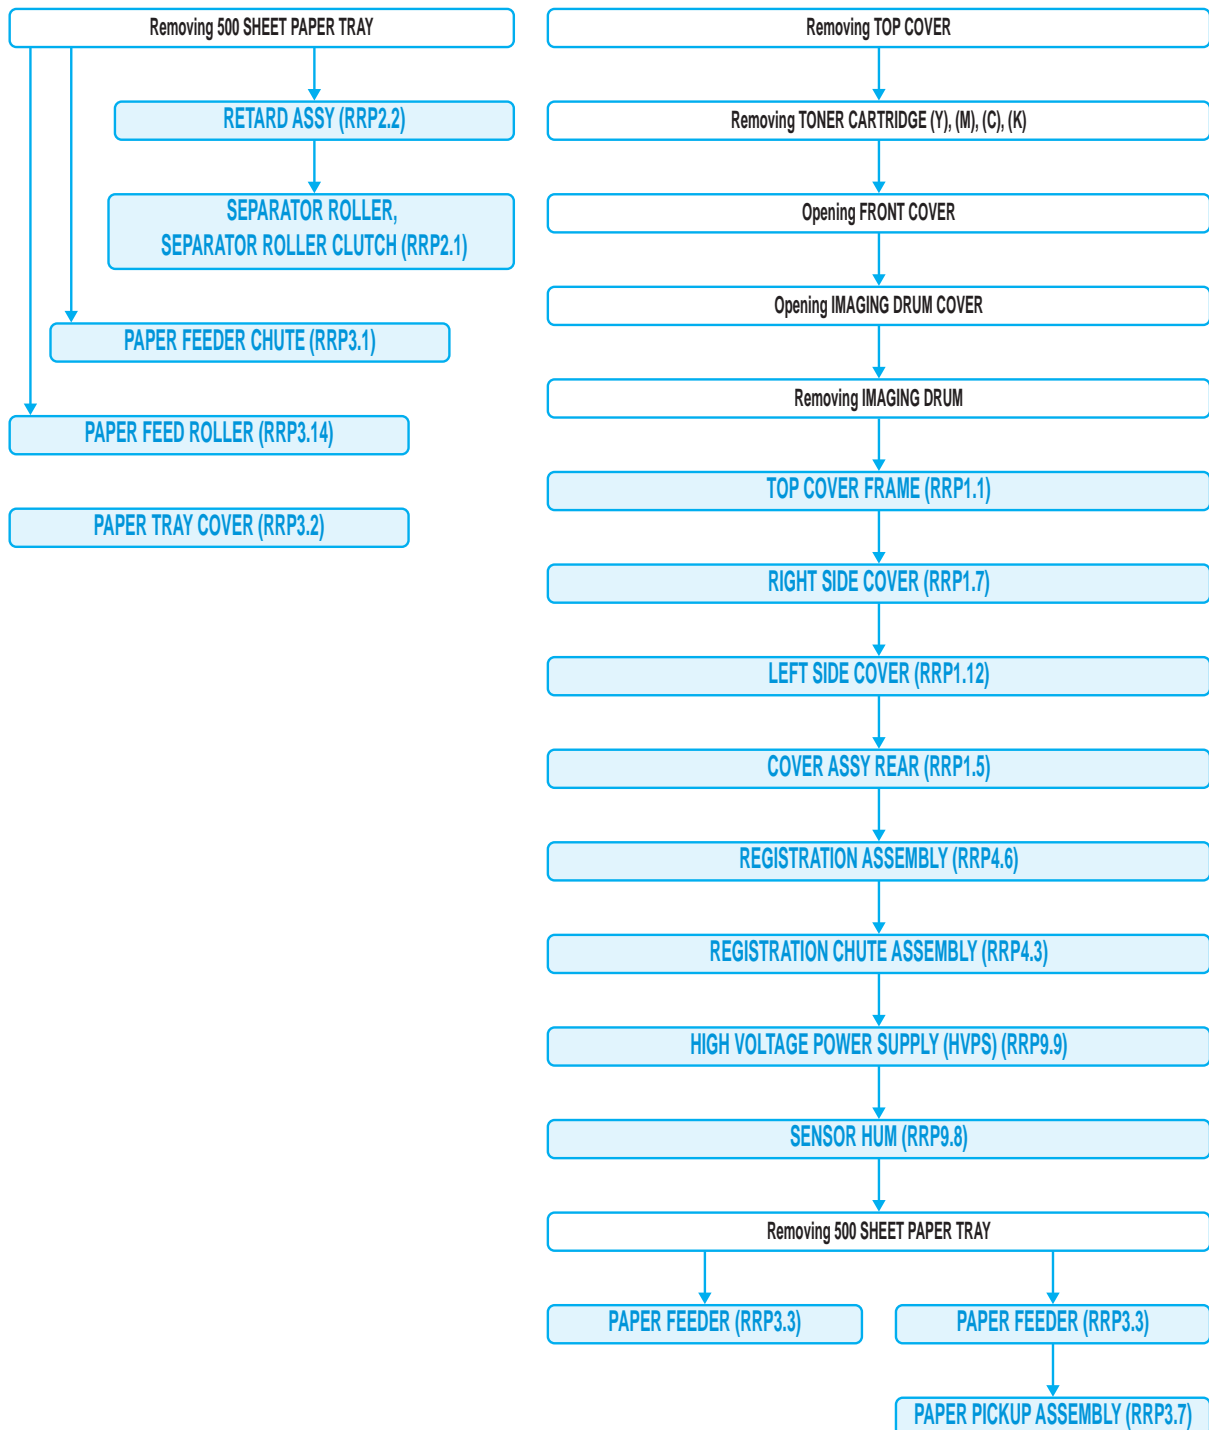 Removing 500 SHEET PAPER TRAY
RETARD ASSY (RRP2.2)
SEPARATOR ROLLER,
SEPARATOR ROLLER CLUTCH (RRP2.1)
PAPER FEEDER CHUTE (RRP3.1)
PAPER FEED ROLLER (RRP3.14)
PAPER TRAY COVER (RRP3.2)
Removing TOP COVER
Removing TONER CARTRIDGE (Y), (M), (C), (K)
Opening FRONT COVER
Opening IMAGING DRUM COVER
Removing IMAGING DRUM
TOP COVER FRAME (RRP1.1)
RIGHT SIDE COVER (RRP1.7)
LEFT SIDE COVER (RRP1.12)
COVER ASSY REAR (RRP1.5)
REGISTRATION ASSEMBLY (RRP4.6)
REGISTRATION CHUTE ASSEMBLY (RRP4.3)
HIGH VOLTAGE POWER SUPPLY (HVPS) (RRP9.9)
SENSOR HUM (RRP9.8)
Removing 500 SHEET PAPER TRAY
PAPER FEEDER (RRP3.3)
PAPER FEEDER (RRP3.3)
PAPER PICKUP ASSEMBLY (RRP3.7)